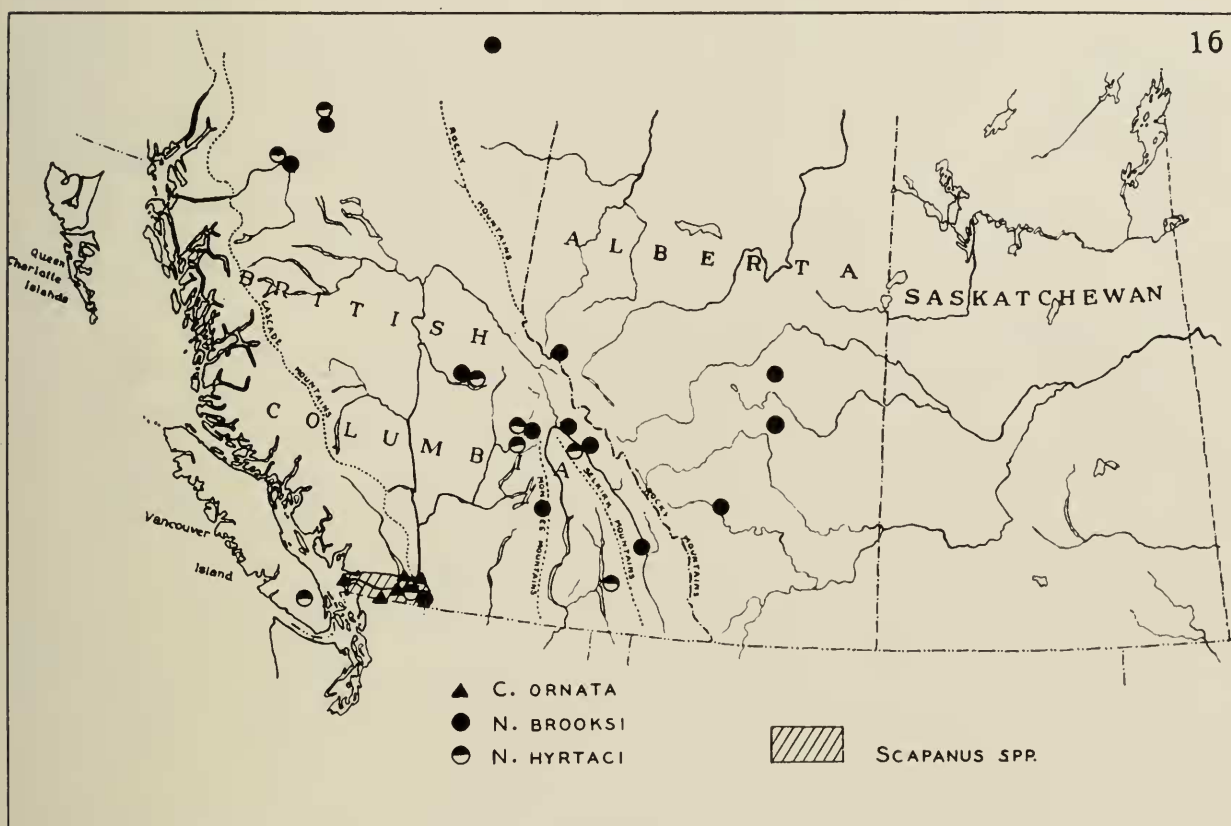 16
Queen
Charlotte
Islands
ROCKY MOUNTAINS
ALBERTA
SASKATCHEWAN
BRITISH
CASCADE MOUNTAINS
COLUMBIA
SELKIRK MOUNTAINS
MOUNTAINS
ROCKY MOUNTAINS
Vancouver
Island
C. ORNATA
N. BROOKSI
N. HYRTACI
SCAPANUS SPP.